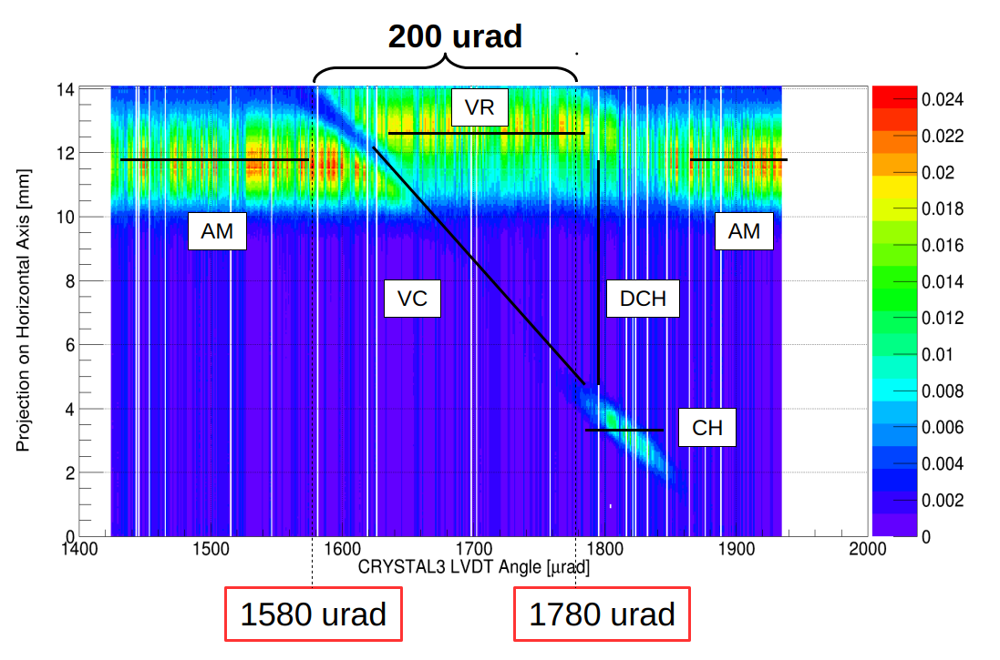 200 urad
14
12
10
8
6
4
2
0
Projection on Horizontal Axis [mm]
VR
AM
AM
VC
DCH
CH
0.024
0.022
0.02
0.018
0.016
0.014
0.012
0.01
0.008
0.006
0.004
0.002
0
1400 1500 1600 1700 1800 1900 2000
CRYSTAL3 LVDT Angle [μrad]
1580 urad
1780 urad